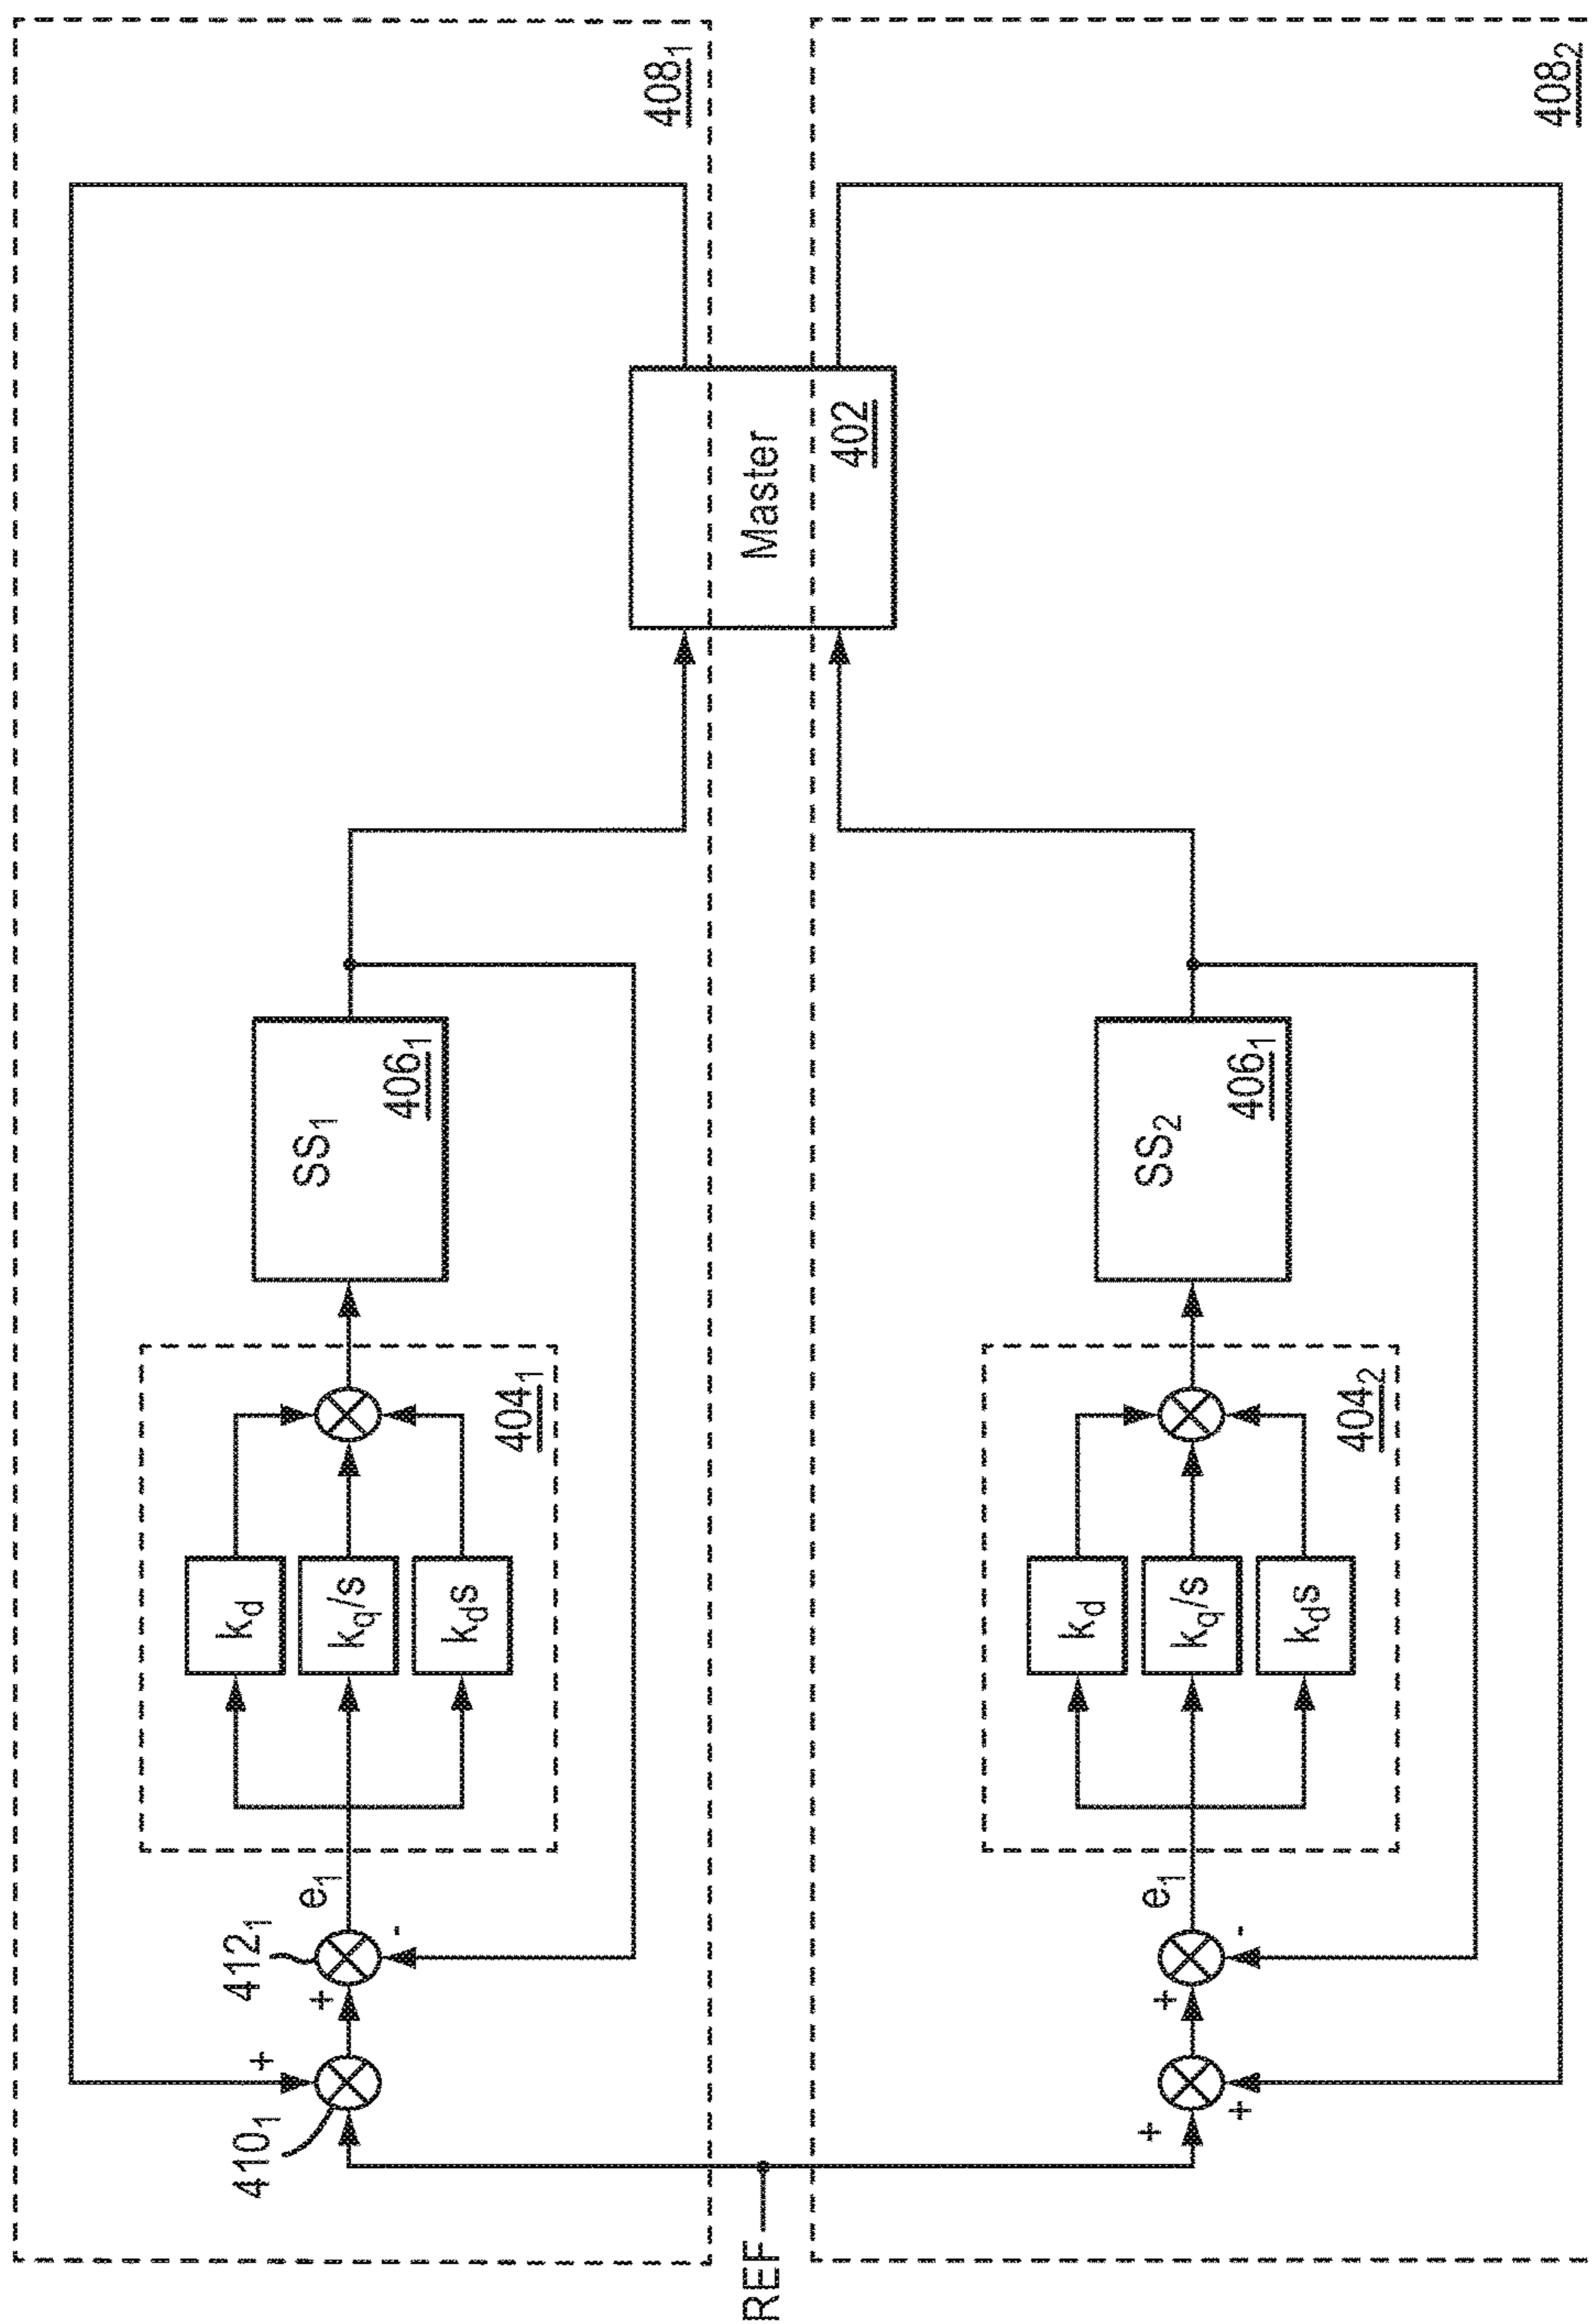 408₁
410₁
+
412₁
+
-
e₁
404₁
k_d
k_q/s
k_ds
SS₁
406₁
REF
Master
402
408₂
+
+
+
-
e₁
404₂
k_d
k_q/s
k_ds
SS₂
406₁